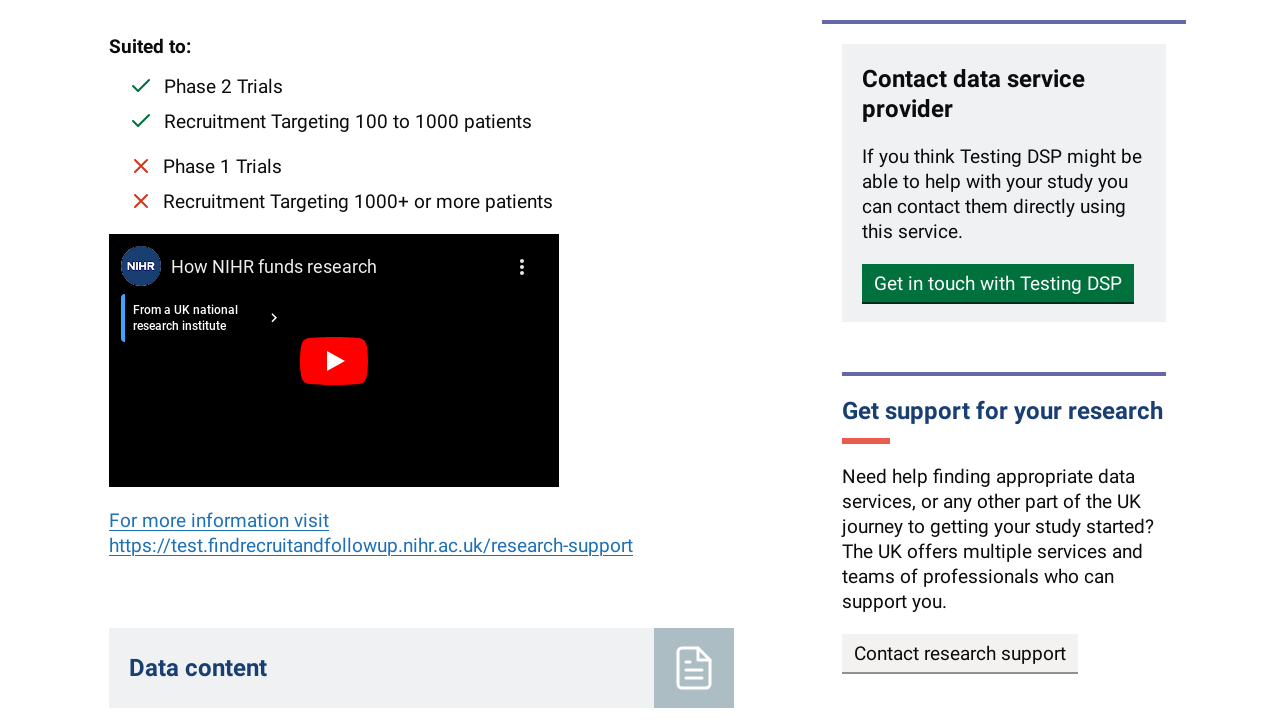 Suited to:
Phase 2 Trials
Recruitment Targeting 100 to 1000 patients
Phase 1 Trials
Recruitment Targeting 1000+ or more patients
NIHR
How NIHR funds research
From a UK national
research institute
For more information visit
https://test.findrecruitandfollowup.nihr.ac.uk/research-support
Data content
Contact data service
provider
If you think Testing DSP might be
able to help with your study you
can contact them directly using
this service.
Get in touch with Testing DSP
Get support for your research
Need help finding appropriate data
services, or any other part of the UK
journey to getting your study started?
The UK offers multiple services and
teams of professionals who can
support you.
Contact research support